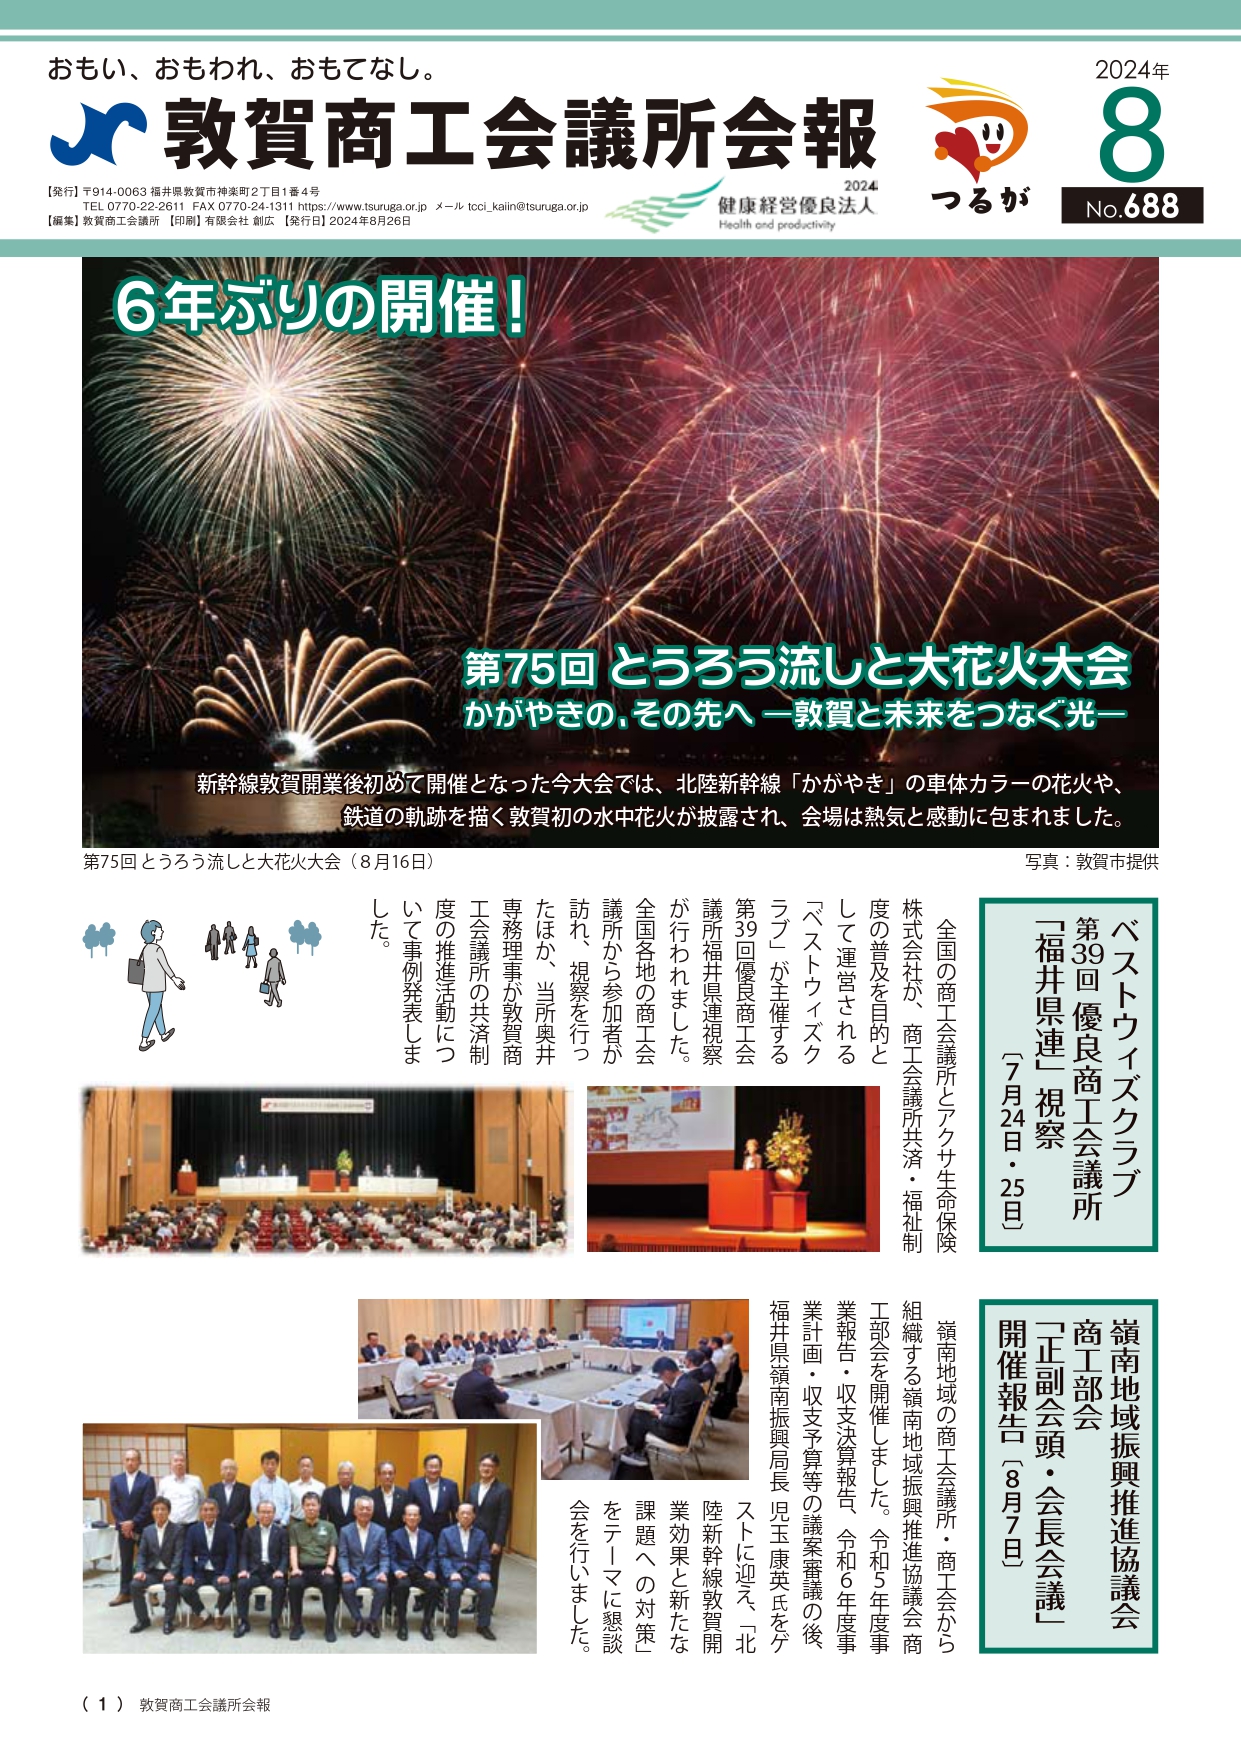 おもい、おもわれ、おもてなし。
敦賀商工会議所会報
【発行】〒914-0063 福井県敦賀市神楽町2丁目1番4号
TEL 0770-22-2611 FAX 0770-24-1311 https://www.tsuruga.or.jp メール tcci_kaiin@tsuruga.or.jp
【編集】敦賀商工会議所 【印刷】有限会社 創広 【発行日】2024年8月26日
2024
健康経営優良法人
Health and productivity
つるが
2024年
8
No.688
6年ぶりの開催!
第75回 とうろう流しと大花火大会
かがやきの,その先へ ―敦賀と未来をつなぐ光―
新幹線敦賀開業後初めて開催となった今大会では、北陸新幹線「かがやき」の車体カラーの花火や、
鉄道の軌跡を描く敦賀初の水中花火が披露され、会場は熱気と感動に包まれました。
第75回 とうろう流しと大花火大会(8月16日)
写真：敦賀市提供
ベストウィズクラブ
第39回 優良商工会議所
「福井県連」視察
〔7月24日・25日〕
全国の商工会議所とアクサ生命保険
株式会社が、商工会議所共済・福祉制
度の普及を目的と
して運営される
「ベストウィズク
ラブ」が主催する
第39回優良商工会
議所福井県連視察
が行われました。
全国各地の商工会
議所から参加者が
訪れ、視察を行っ
たほか、当所奥井
専務理事が敦賀商
工会議所の共済制
度の推進活動につ
いて事例発表しま
した。
嶺南地域振興推進協議会
商工部会
「正副会頭・会長会議」
開催報告〔8月7日〕
嶺南地域の商工会議所・商工会から
組織する嶺南地域振興推進協議会 商
工部会を開催しました。令和5年度事
業報告・収支決算報告、令和6年度事
業計画・収支予算等の議案審議の後、
福井県嶺南振興局長 児玉康英氏をゲ
ストに迎え、「北
陸新幹線敦賀開
業効果と新たな
課題への対策」
をテーマに懇談
会を行いました。
(1) 敦賀商工会議所会報